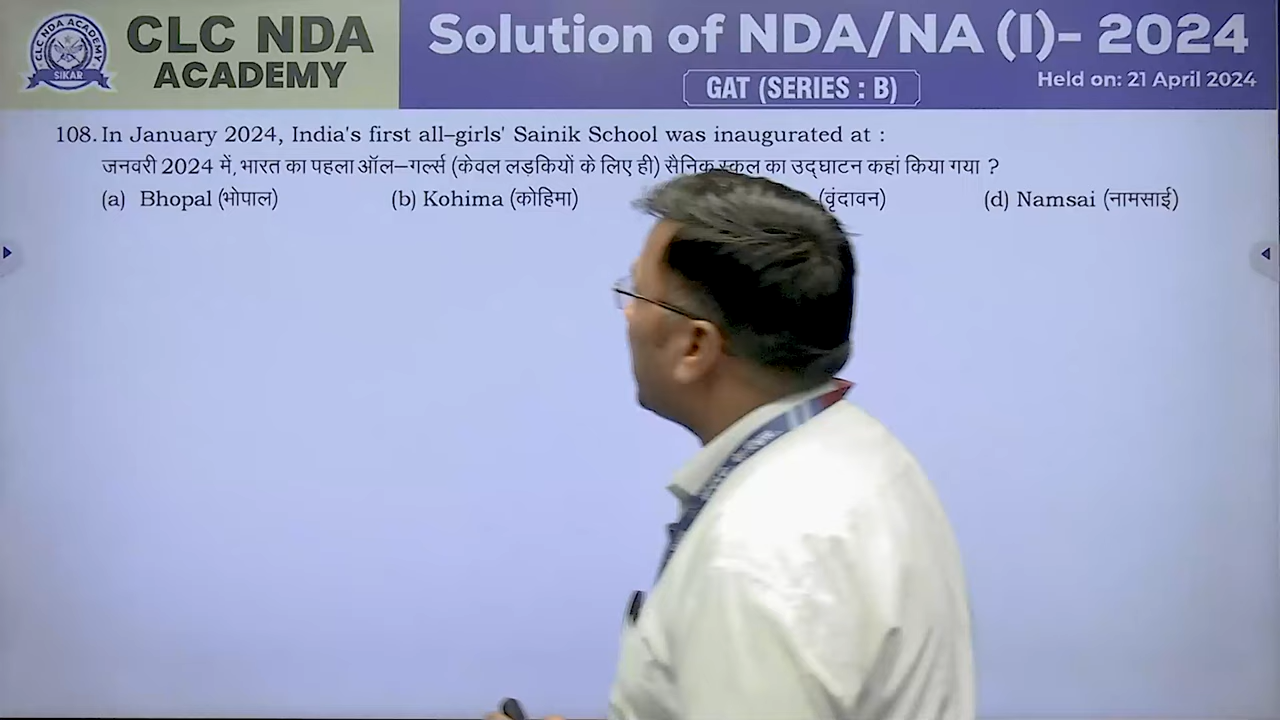 CLC NDA ACADEMY
SIKAR
CLC NDA
ACADEMY
Solution of NDA/NA (I)- 2024
GAT (SERIES : B)
Held on: 21 April 2024
108. In January 2024, India's first all–girls' Sainik School was inaugurated at :
जनवरी 2024 में, भारत का पहला ऑल–गर्ल्स (केवल लड़कियों के लिए ही) सैनिक स्कूल का उद्घाटन कहां किया गया ?
(a) Bhopal (भोपाल) (b) Kohima (कोहिमा) (वृंदावन) (d) Namsai (नामसाई)